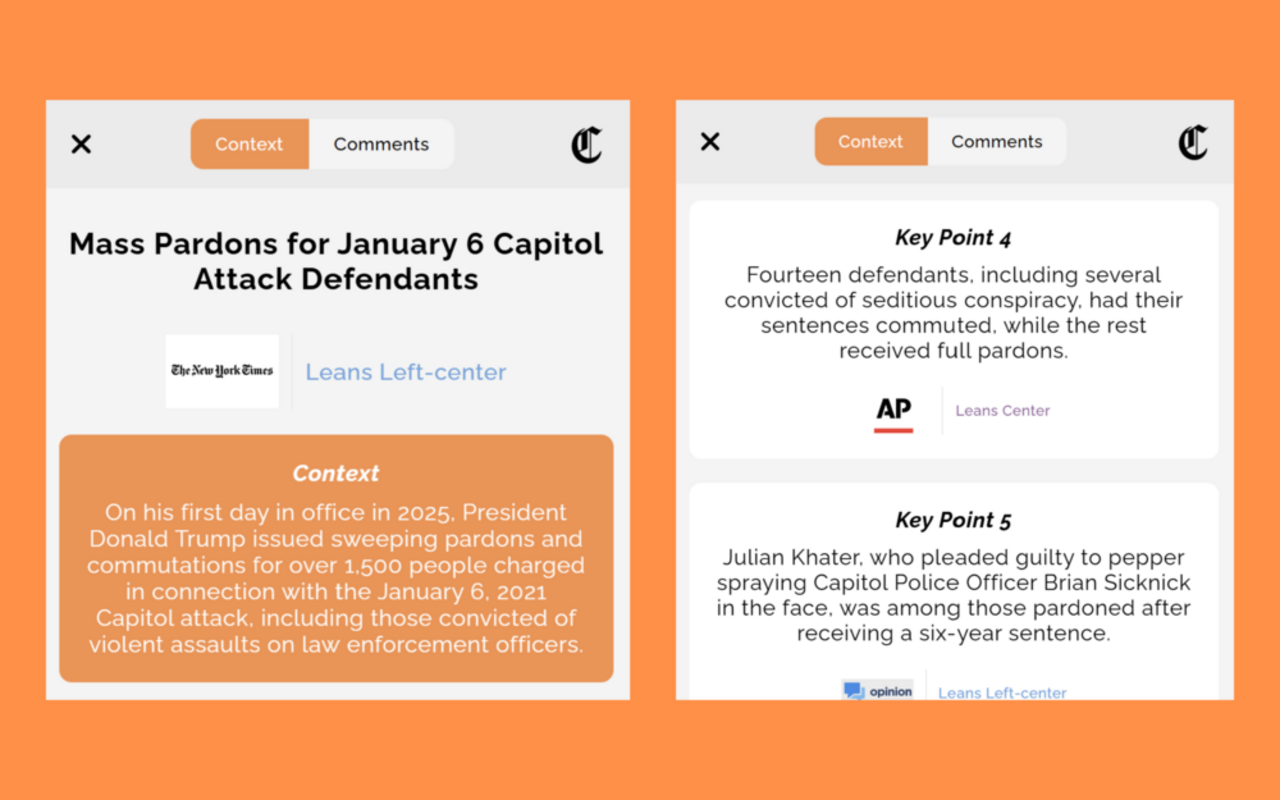 Context
Comments
C
Mass Pardons for January 6 Capitol
Attack Defendants
The New York Times
Leans Left-center
Context
On his first day in office in 2025, President
Donald Trump issued sweeping pardons and
commutations for over 1,500 people charged
in connection with the January 6, 2021
Capitol attack, including those convicted of
violent assaults on law enforcement officers.
Context
Comments
C
Key Point 4
Fourteen defendants, including several
convicted of seditious conspiracy, had their
sentences commuted, while the rest
received full pardons.
AP
Leans Center
Key Point 5
Julian Khater, who pleaded guilty to pepper
spraying Capitol Police Officer Brian Sicknick
in the face, was among those pardoned after
receiving a six-year sentence.
opinion
Leans Left-center